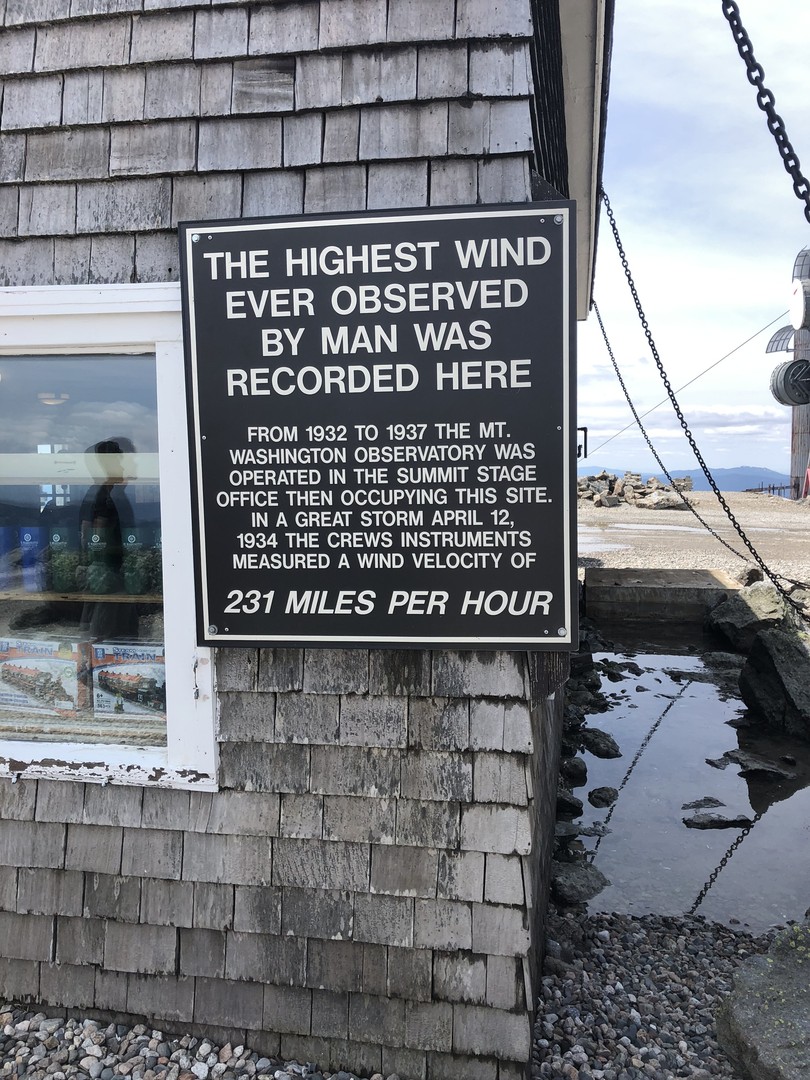 THE HIGHEST WIND
EVER OBSERVED
BY MAN WAS
RECORDED HERE
FROM 1932 TO 1937 THE MT.
WASHINGTON OBSERVATORY WAS
OPERATED IN THE SUMMIT STAGE
OFFICE THEN OCCUPYING THIS SITE.
IN A GREAT STORM APRIL 12,
1934 THE CREWS INSTRUMENTS
MEASURED A WIND VELOCITY OF
231 MILES PER HOUR
TRAIN
TRAIN